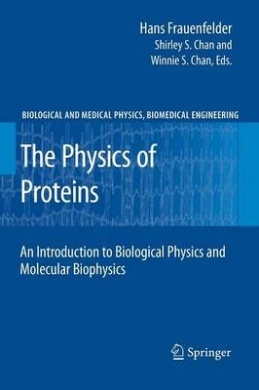 Hans Frauenfelder
Shirley S. Chan and
Winnie S. Chan, Eds.
BIOLOGICAL AND MEDICAL PHYSICS, BIOMEDICAL ENGINEERING
The Physics of
Proteins
An Introduction to Biological Physics and
Molecular Biophysics
Springer